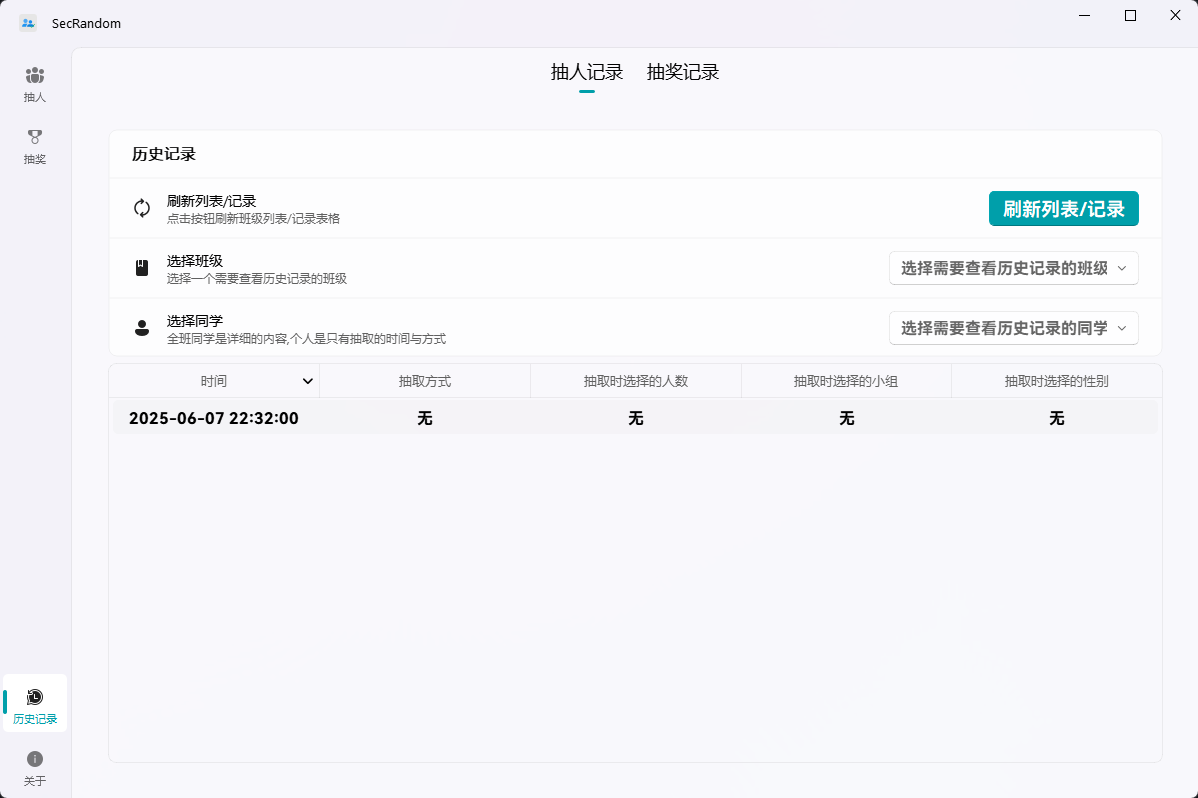 SecRandom
抽人
抽奖
历史记录
关于
抽人记录 抽奖记录
历史记录
刷新列表/记录
点击按钮刷新班级列表/记录表格
刷新列表/记录
选择班级
选择一个需要查看历史记录的班级
选择需要查看历史记录的班级
选择同学
全班同学是详细的内容,个人是只有抽取的时间与方式
选择需要查看历史记录的同学
时间 抽取方式 抽取时选择的人数 抽取时选择的小组 抽取时选择的性别
2025-06-07 22:32:00 无 无 无 无